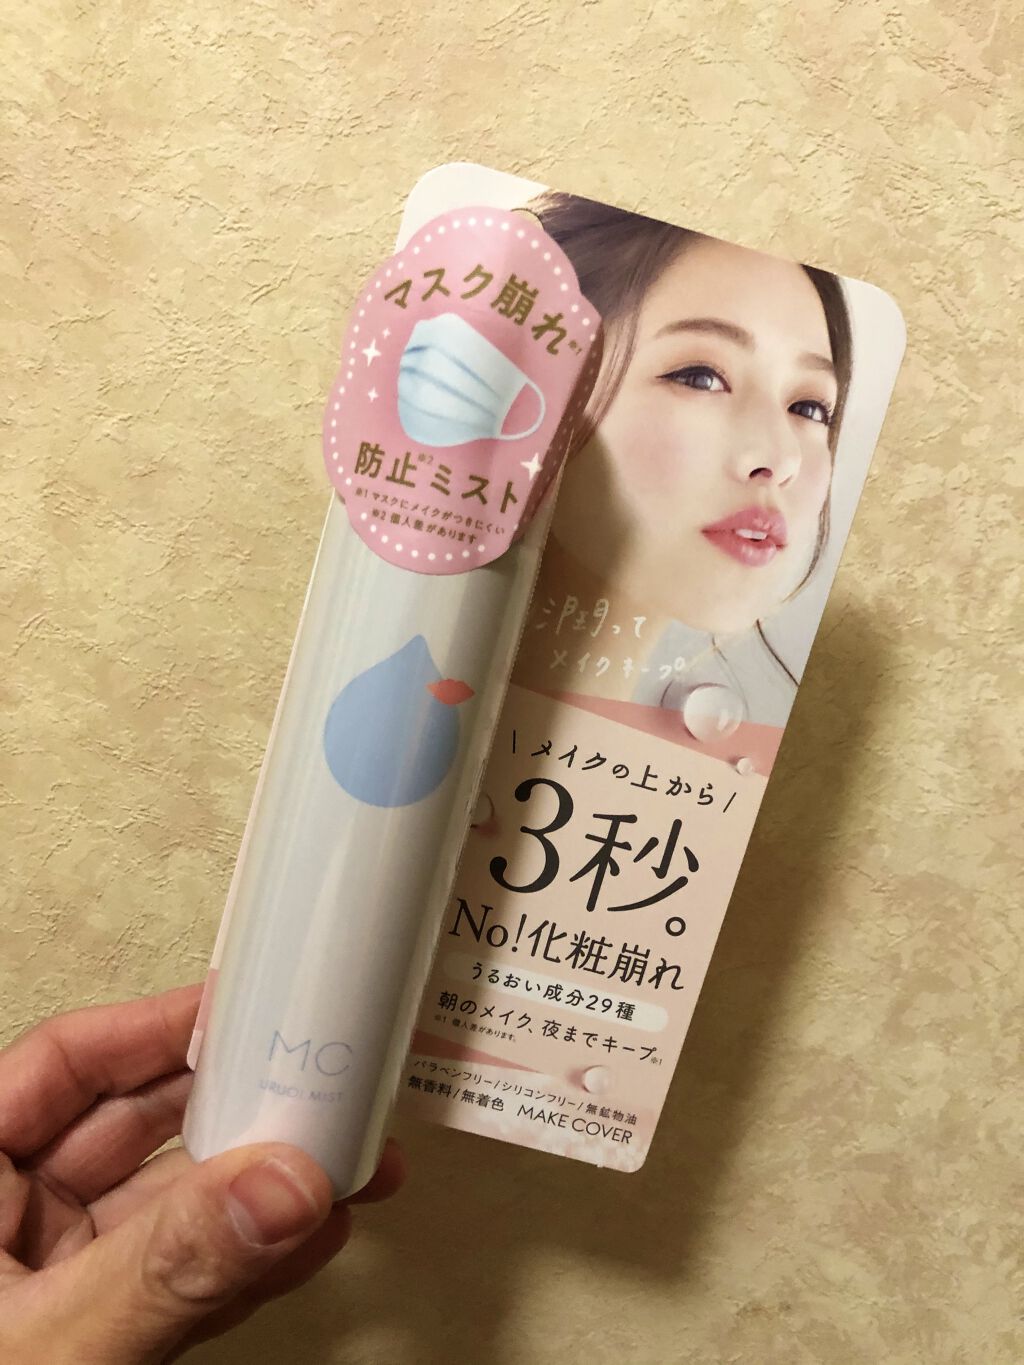 マスク崩れ※1
防止※2ミスト
※1 マスクにメイクがつきにくい
※2 個人差があります
潤って
メイクキープ。
\ メイクの上から /
3秒。
No!化粧崩れ
うるおい成分29種
朝のメイク、夜までキープ※1
※1 個人差があります。
パラベンフリー/シリコンフリー/無鉱物油
無香料/無着色 MAKE COVER
MC
URUOI MIST